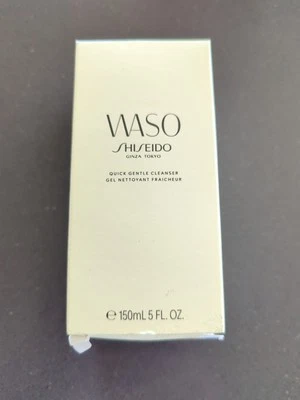 WASO
SHISEIDO
GINZA TOKYO
QUICK GENTLE CLEANSER
GEL NETTOYANT FRAICHEUR
℮ 150mL 5 FL. OZ.